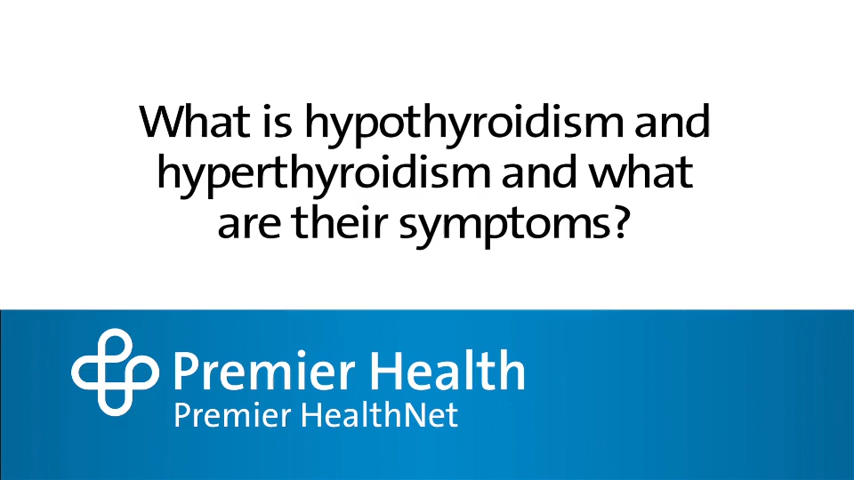 What is hypothyroidism and
hyperthyroidism and what
are their symptoms?
Premier Health
Premier HealthNet